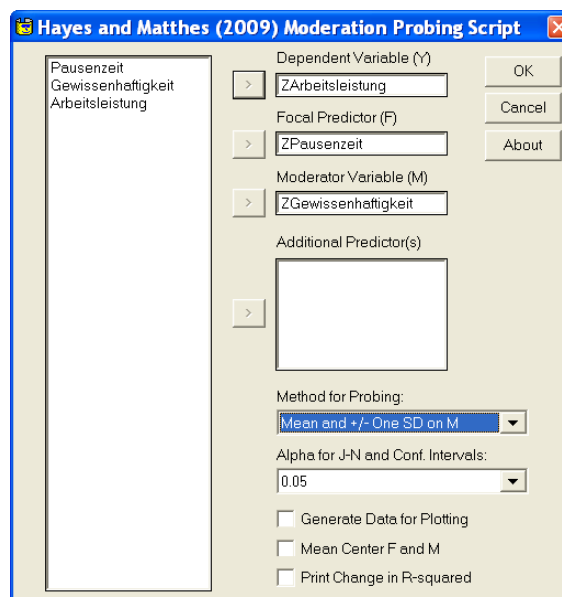 Hayes and Matthes (2009) Moderation Probing Script
Pausenzeit
Gewissenhaftigkeit
Arbeitsleistung
Dependent Variable (Y)
ZArbeitsleistung
Focal Predictor (F)
ZPausenzeit
Moderator Variable (M)
ZGewissenhaftigkeit
Additional Predictor(s)
Method for Probing:
Mean and +/- One SD on M
Alpha for J-N and Conf. Intervals:
0.05
Generate Data for Plotting
Mean Center F and M
Print Change in R-squared
OK
Cancel
About